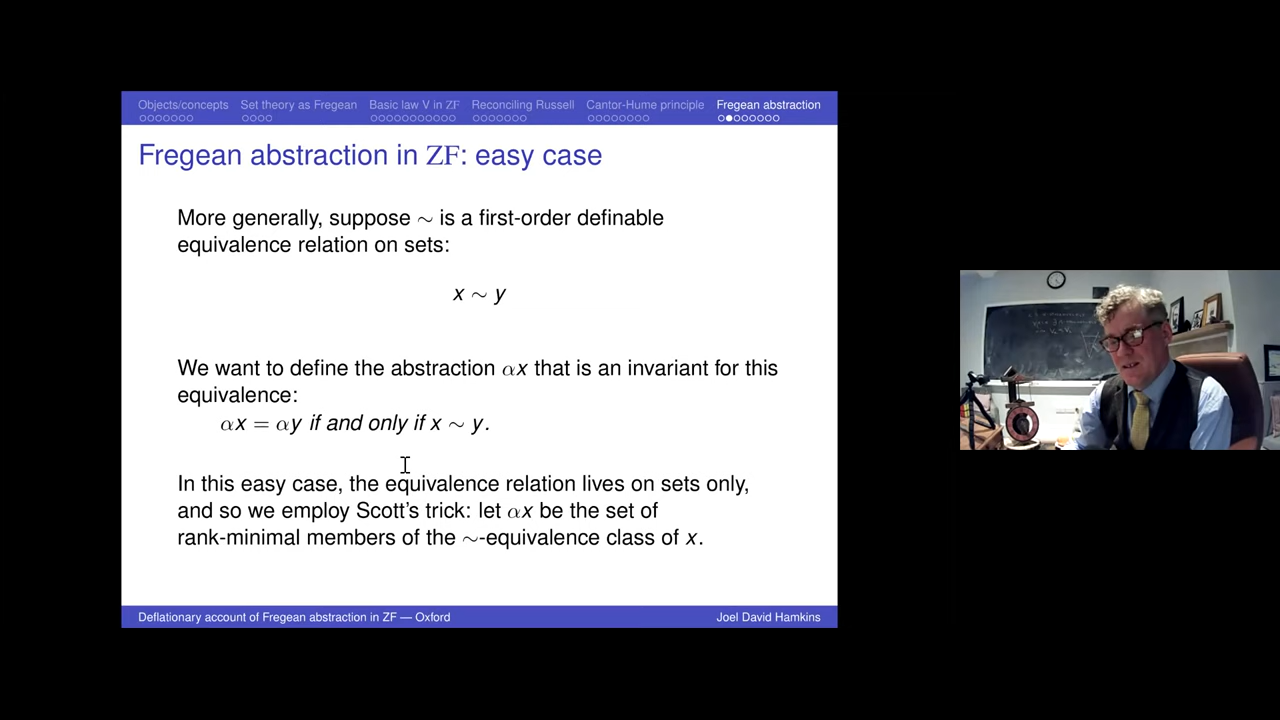 Objects/concepts Set theory as Fregean Basic law V in ZF Reconciling Russell Cantor-Hume principle Fregean abstraction
Fregean abstraction in ZF: easy case
More generally, suppose ∼ is a first-order definable
equivalence relation on sets:
x ∼ y
We want to define the abstraction αx that is an invariant for this
equivalence:
αx = αy if and only if x ∼ y.
In this easy case, the equivalence relation lives on sets only,
and so we employ Scott's trick: let αx be the set of
rank-minimal members of the ∼-equivalence class of x.
Deflationary account of Fregean abstraction in ZF — Oxford Joel David Hamkins